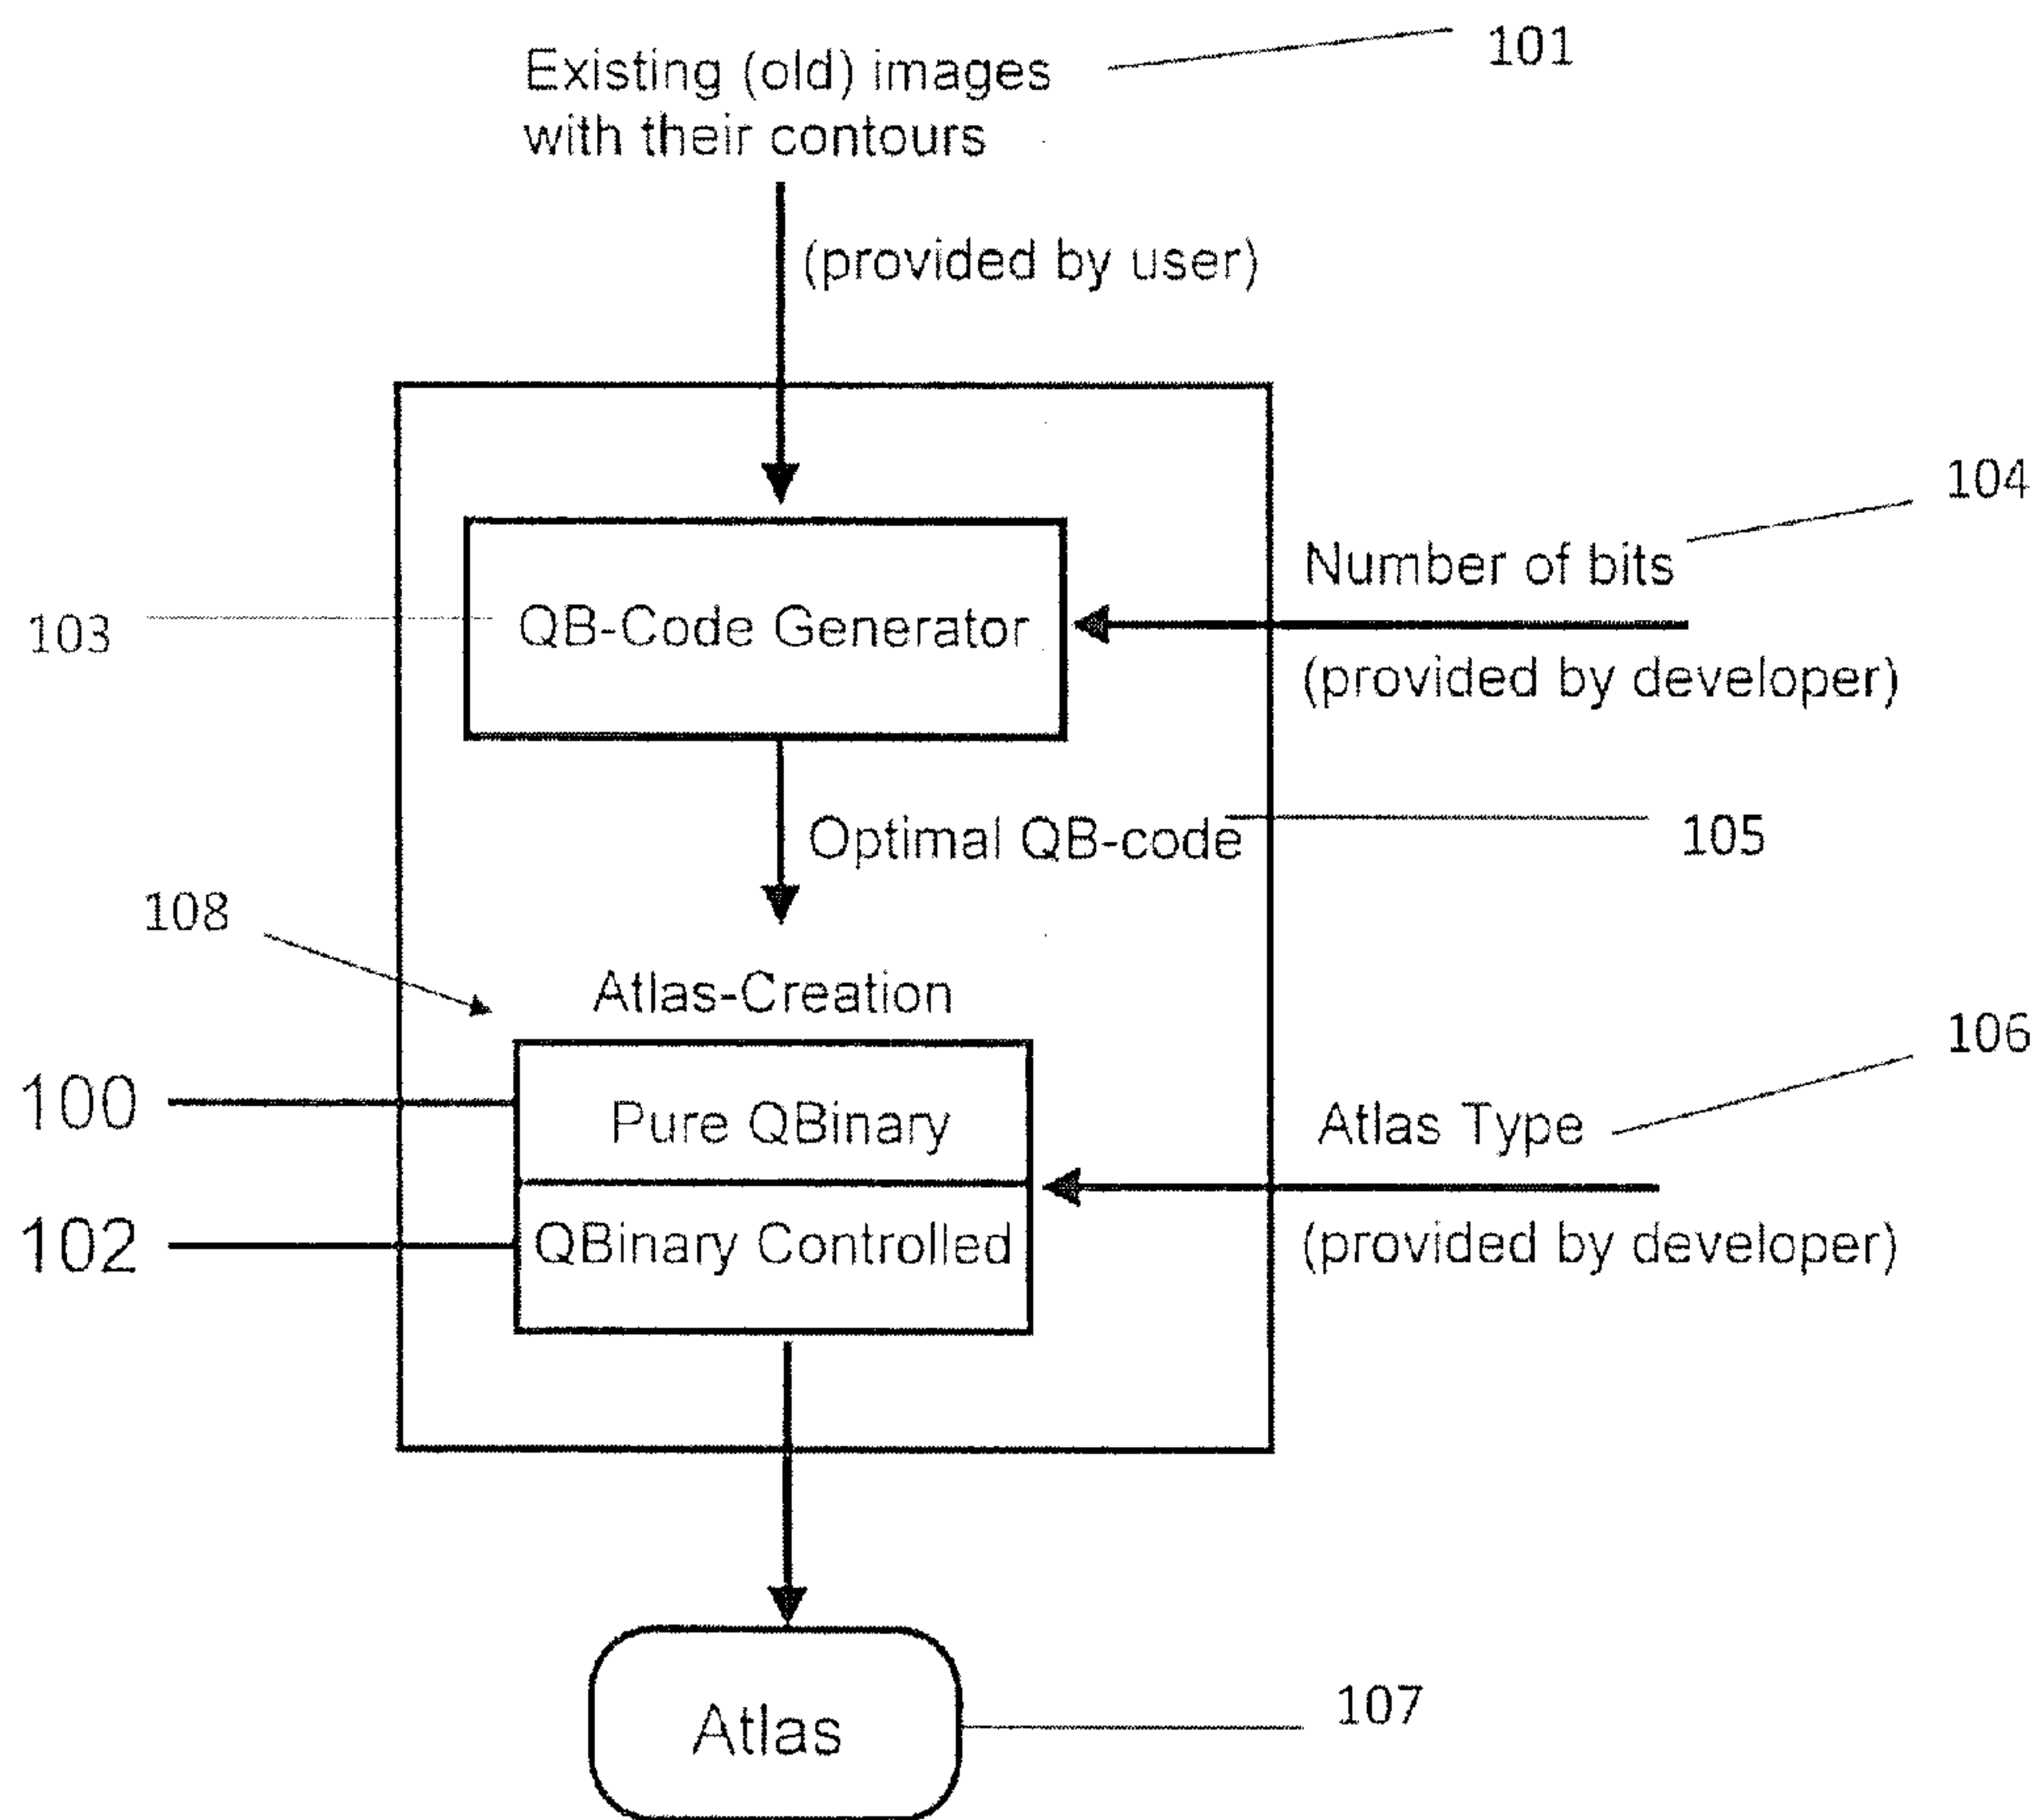 101
Existing (old) images
with their contours
(provided by user)
104
Number of bits
103
QB-Code Generator
(provided by developer)
Optimal QB-code
105
108
Atlas-Creation
106
100
Pure QBinary
Atlas Type
102
QBinary Controlled
(provided by developer)
107
Atlas